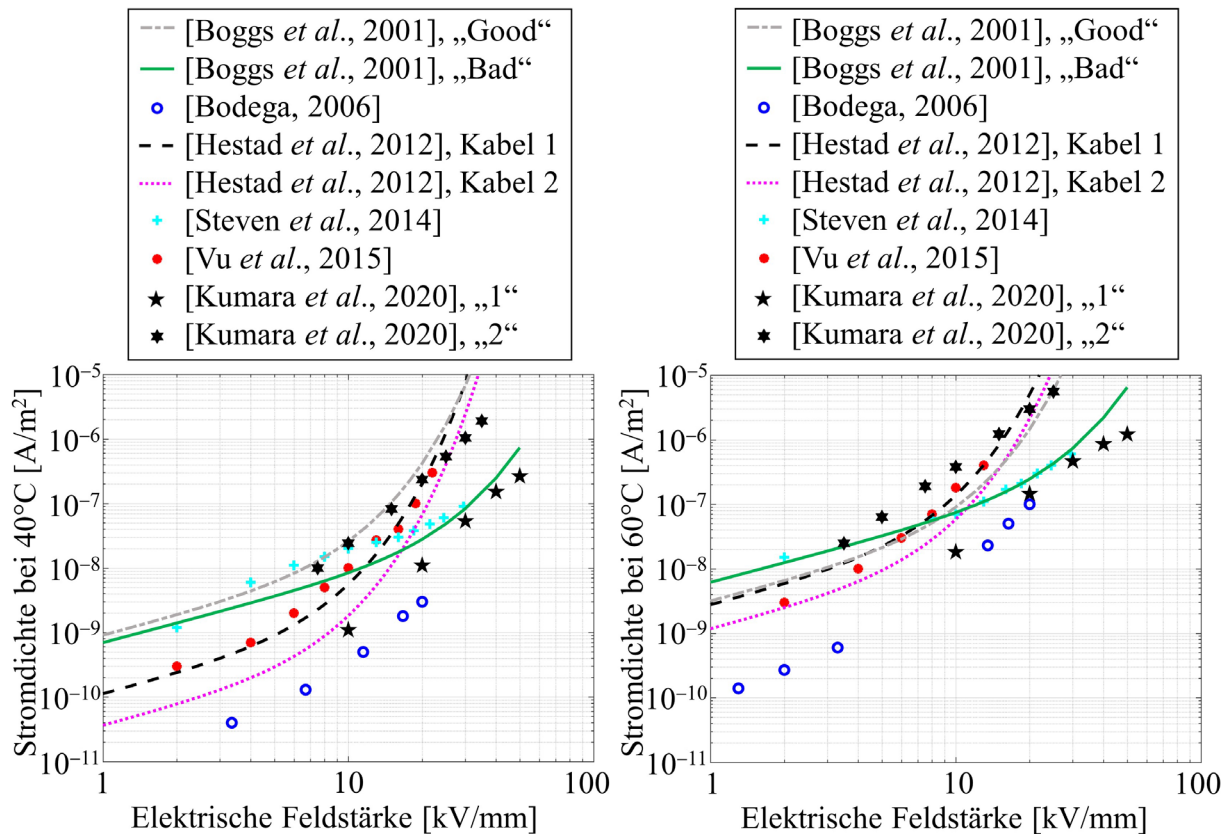 [Boggs et al., 2001], „Good“
[Boggs et al., 2001], „Bad“
[Bodega, 2006]
[Hestad et al., 2012], Kabel 1
[Hestad et al., 2012], Kabel 2
[Steven et al., 2014]
[Vu et al., 2015]
[Kumara et al., 2020], „1“
[Kumara et al., 2020], „2“
Stromdichte bei 40°C [A/m²]
10⁻⁵
10⁻⁶
10⁻⁷
10⁻⁸
10⁻⁹
10⁻¹⁰
10⁻¹¹
1 10 100
Elektrische Feldstärke [kV/mm]
[Boggs et al., 2001], „Good“
[Boggs et al., 2001], „Bad“
[Bodega, 2006]
[Hestad et al., 2012], Kabel 1
[Hestad et al., 2012], Kabel 2
[Steven et al., 2014]
[Vu et al., 2015]
[Kumara et al., 2020], „1“
[Kumara et al., 2020], „2“
Stromdichte bei 60°C [A/m²]
10⁻⁵
10⁻⁶
10⁻⁷
10⁻⁸
10⁻⁹
10⁻¹⁰
10⁻¹¹
1 10 100
Elektrische Feldstärke [kV/mm]